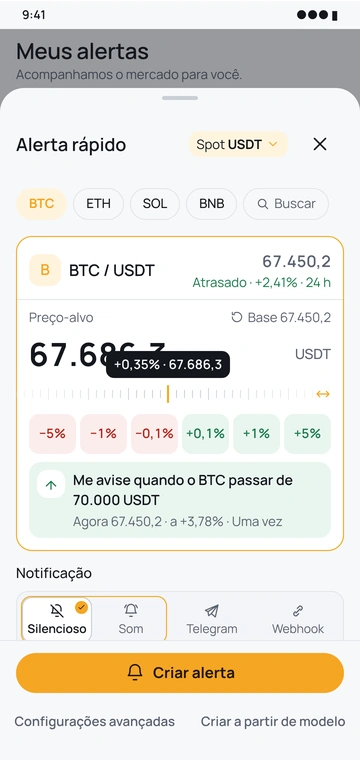 9:41
Meus alertas
Acompanhamos o mercado para você.
Alerta rápido
Spot USDT
BTC
ETH
SOL
BNB
Buscar
B
BTC / USDT
67.450,2
Atrasado · +2,41% · 24 h
Preço-alvo
Base 67.450,2
67.686,3
USDT
+0,35% · 67.686,3
−5%
−1%
−0,1%
+0,1%
+1%
+5%
Me avise quando o BTC passar de
70.000 USDT
Agora 67.450,2 · a +3,78% · Uma vez
Notificação
Silencioso
Som
Telegram
Webhook
Criar alerta
Configurações avançadas
Criar a partir de modelo